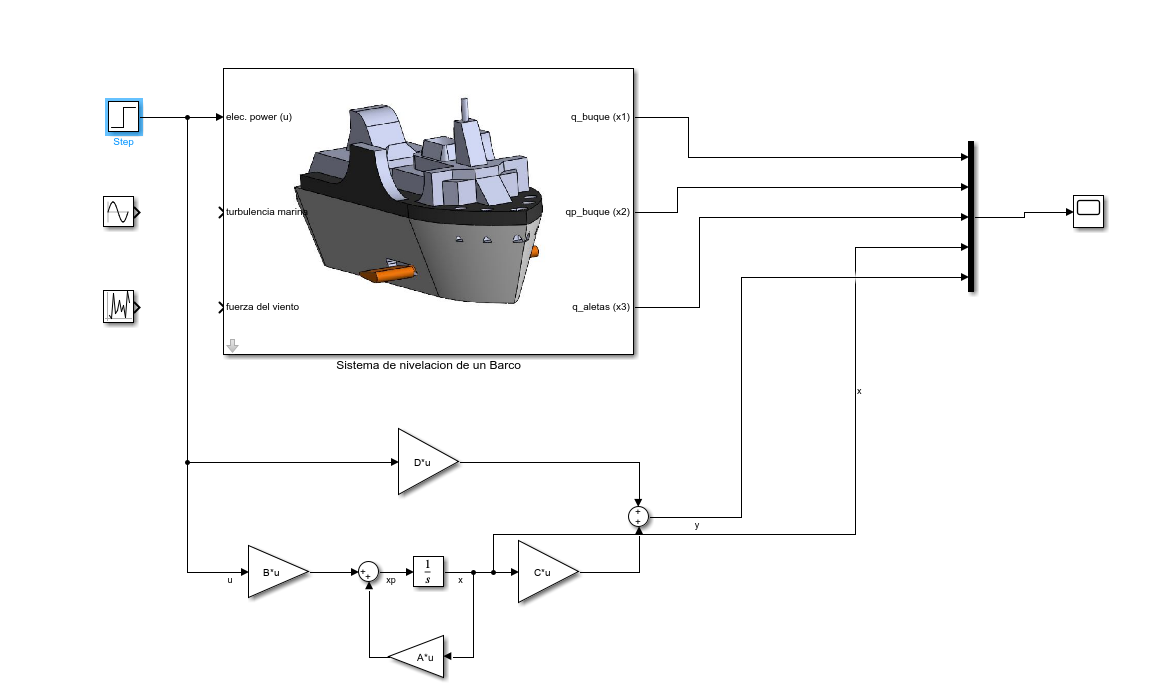 Step
elec. power (u)
turbulencia marina
fuerza del viento
q_buque (x1)
qp_buque (x2)
q_aletas (x3)
Sistema de nivelacion de un Barco
x
D*u
+
+
y
u
B*u
+
+
xp
1
s
x
C*u
A*u